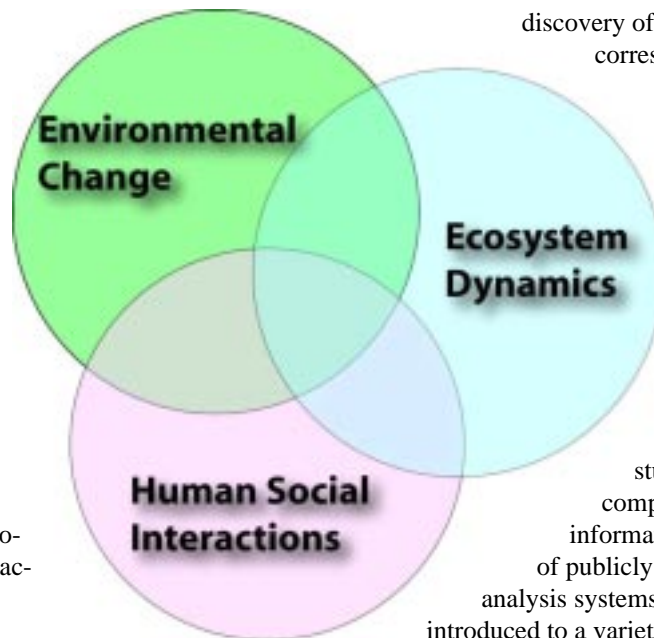 discovery of
corres
Environmental
Change
Ecosystem
Dynamics
Human Social
Interactions
o-
ac-
stu
comp
informa
of publicly
analysis systems
introduced to a variet